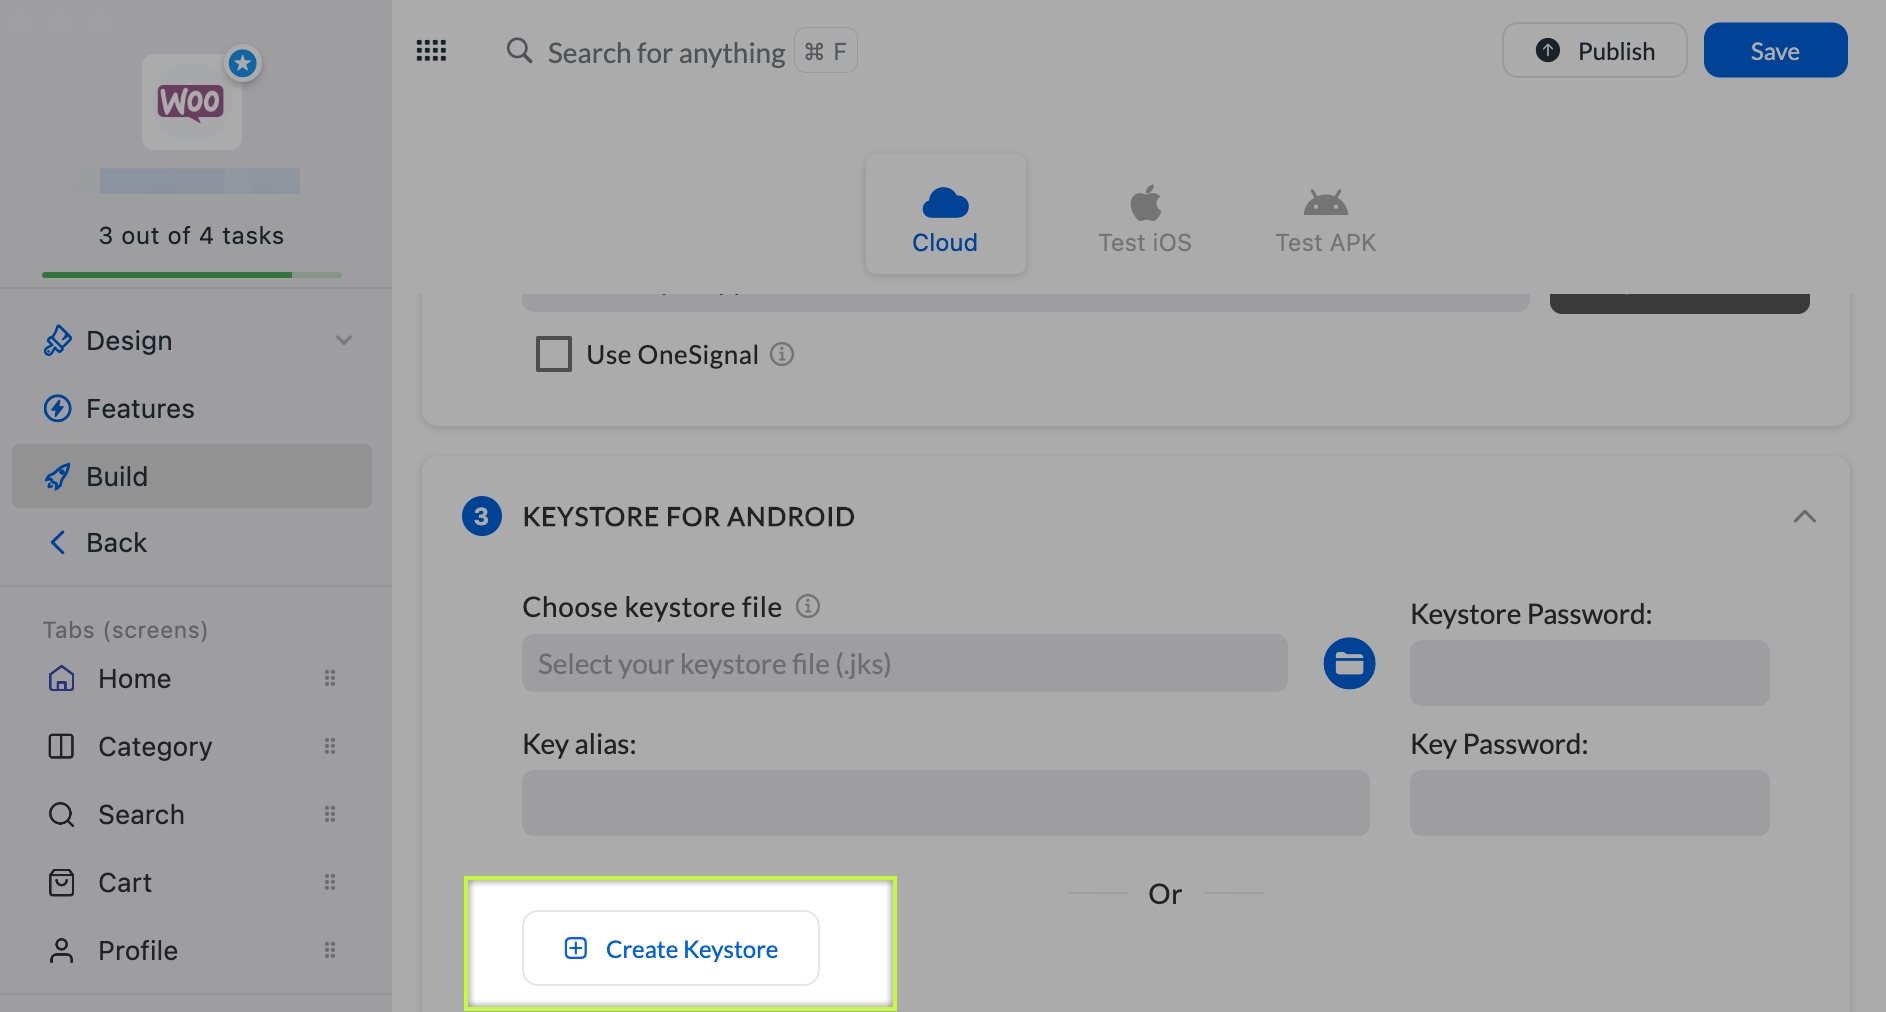 WOO
3 out of 4 tasks
Design
Features
Build
Back
Tabs (screens)
Home
Category
Search
Cart
Profile
Search for anything ⌘ F
Publish
Save
Cloud
Test iOS
Test APK
Use OneSignal
3 KEYSTORE FOR ANDROID
Choose keystore file
Keystore Password:
Select your keystore file (.jks)
Key alias:
Key Password:
Or
Create Keystore